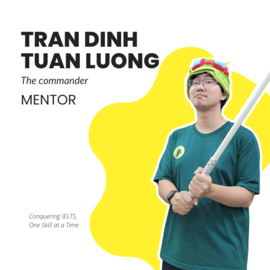 TRAN DINH
TUAN LUONG
The commander
MENTOR
Conquering IELTS,
One Skill at a Time